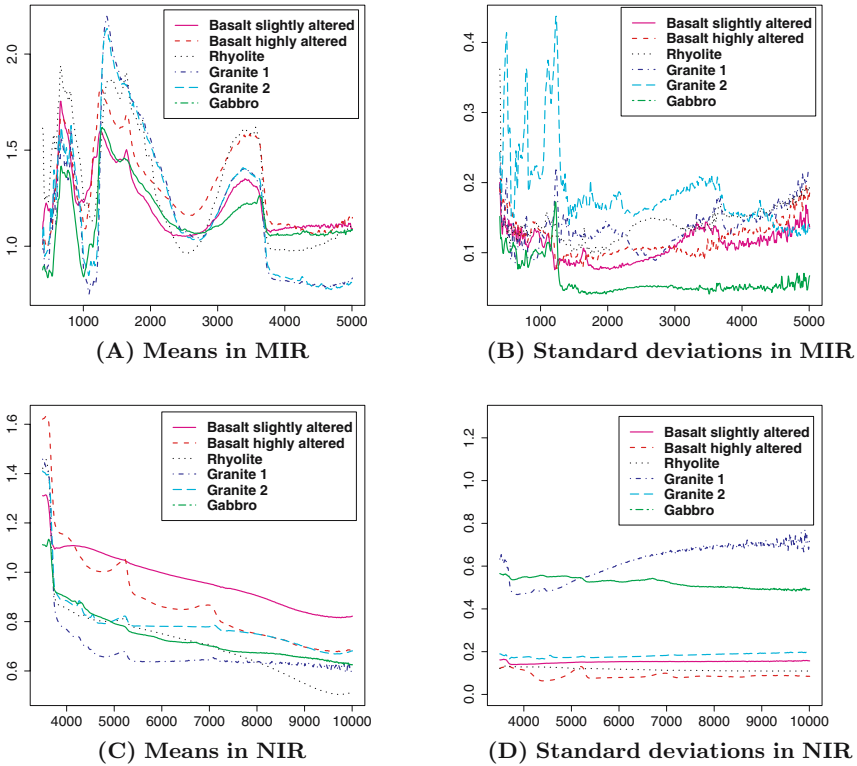 2.0
1.5
1.0
1000 2000 3000 4000 5000
Basalt slightly altered
Basalt highly altered
Rhyolite
Granite 1
Granite 2
Gabbro
(A) Means in MIR
0.4
0.3
0.2
0.1
1000 2000 3000 4000 5000
Basalt slightly altered
Basalt highly altered
Rhyolite
Granite 1
Granite 2
Gabbro
(B) Standard deviations in MIR
1.6
1.4
1.2
1.0
0.8
0.6
4000 5000 6000 7000 8000 9000 10000
Basalt slightly altered
Basalt highly altered
Rhyolite
Granite 1
Granite 2
Gabbro
(C) Means in NIR
1.2
1.0
0.8
0.6
0.4
0.2
0.0
4000 5000 6000 7000 8000 9000 10000
Basalt slightly altered
Basalt highly altered
Rhyolite
Granite 1
Granite 2
Gabbro
(D) Standard deviations in NIR